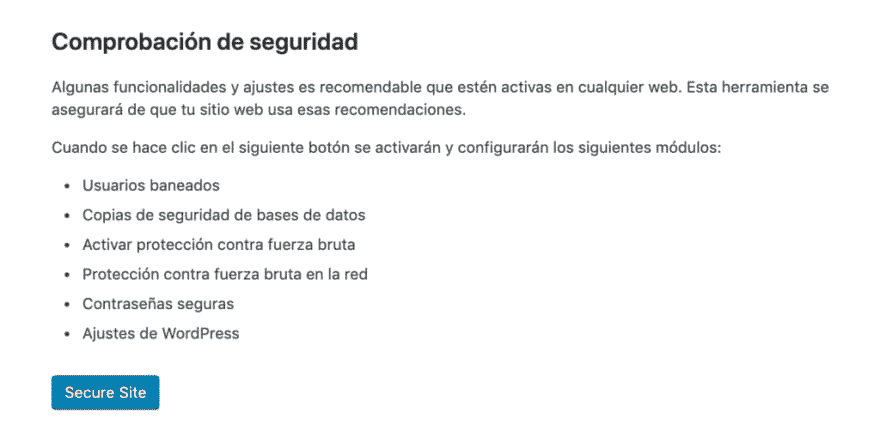 Comprobación de seguridad
Algunas funcionalidades y ajustes es recomendable que estén activas en cualquier web. Esta herramienta se
asegurará de que tu sitio web usa esas recomendaciones.
Cuando se hace clic en el siguiente botón se activarán y configurarán los siguientes módulos:
• Usuarios baneados
• Copias de seguridad de bases de datos
• Activar protección contra fuerza bruta
• Protección contra fuerza bruta en la red
• Contraseñas seguras
• Ajustes de WordPress
Secure Site